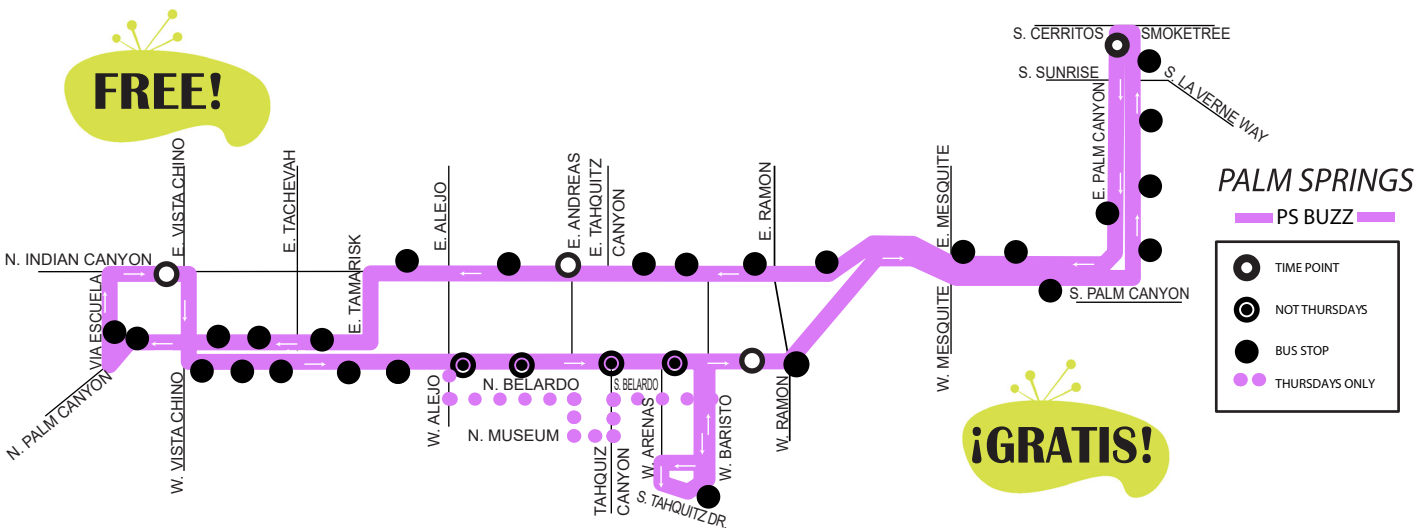 FREE!
S. CERRITOS
SMOKETREE
S. SUNRISE
S. LA VERNE WAY
E. PALM CANYON
PALM SPRINGS
PS BUZZ
TIME POINT
NOT THURSDAYS
BUS STOP
THURSDAYS ONLY
N. INDIAN CANYON
E. VISTA CHINO
E. TACHEVAH
E. TAMARISK
E. ALEJO
E. ANDREAS
E. TAHQUITZ
CANYON
E. RAMON
E. MESQUITE
VIA ESCUELA
N. PALM CANYON
W. VISTA CHINO
W. ALEJO
N. BELARDO
S. BELARDO
N. MUSEUM
TAHQUIZ
CANYON
W. ARENAS
W. BARISTO
S. TAHQUITZ DR.
W. RAMON
W. MESQUITE
S. PALM CANYON
¡GRATIS!